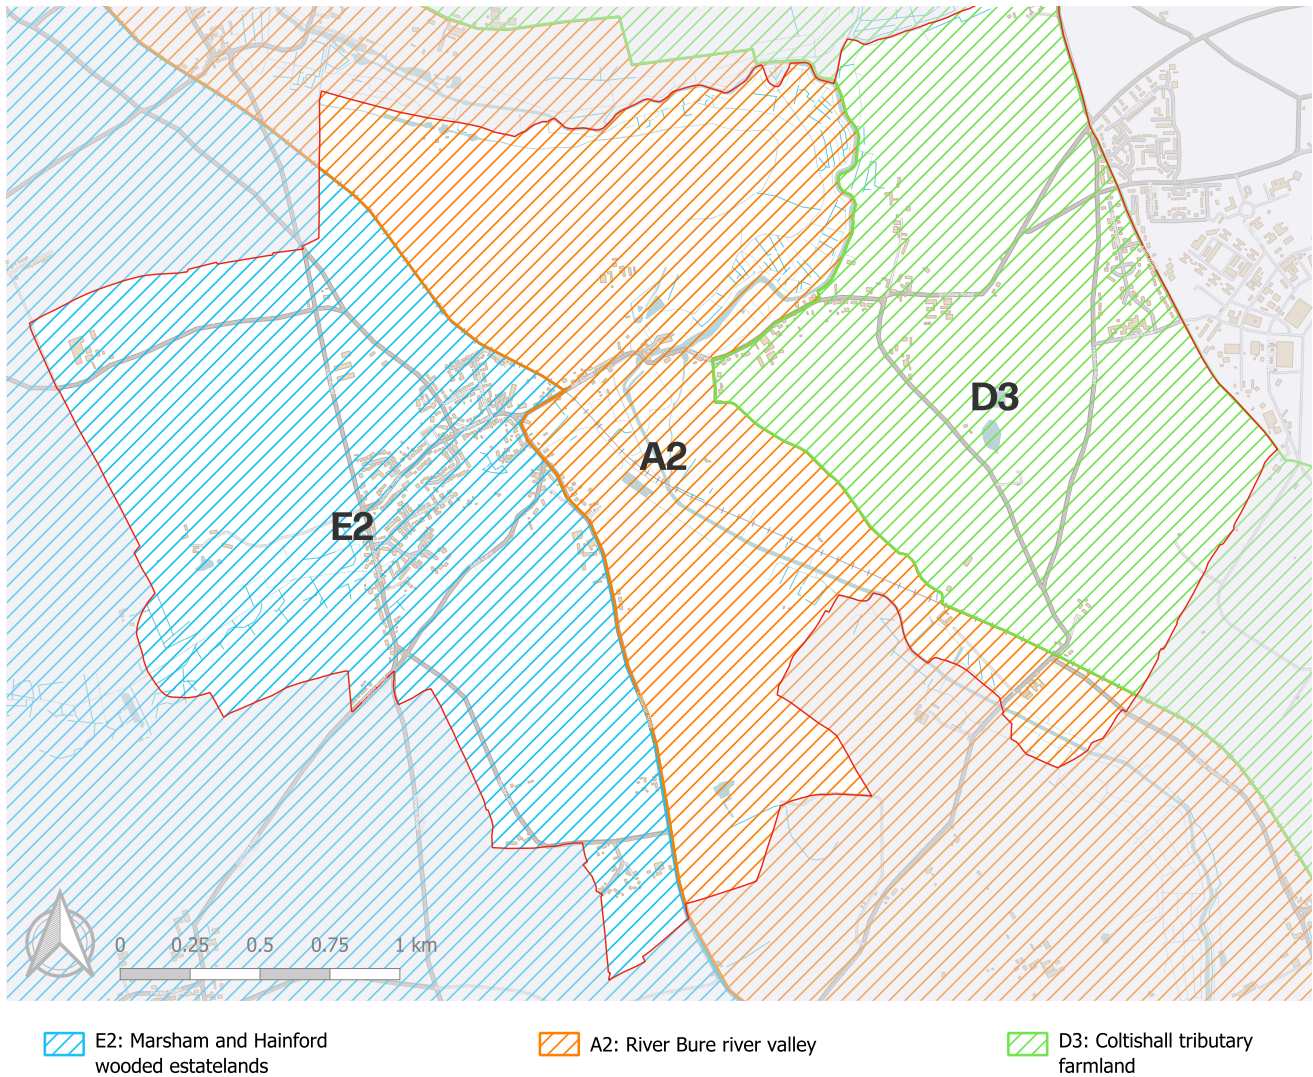 D3
A2
E2
0 0.25 0.5 0.75 1 km
E2: Marsham and Hainford
wooded estatelands
A2: River Bure river valley
D3: Coltishall tributary
farmland